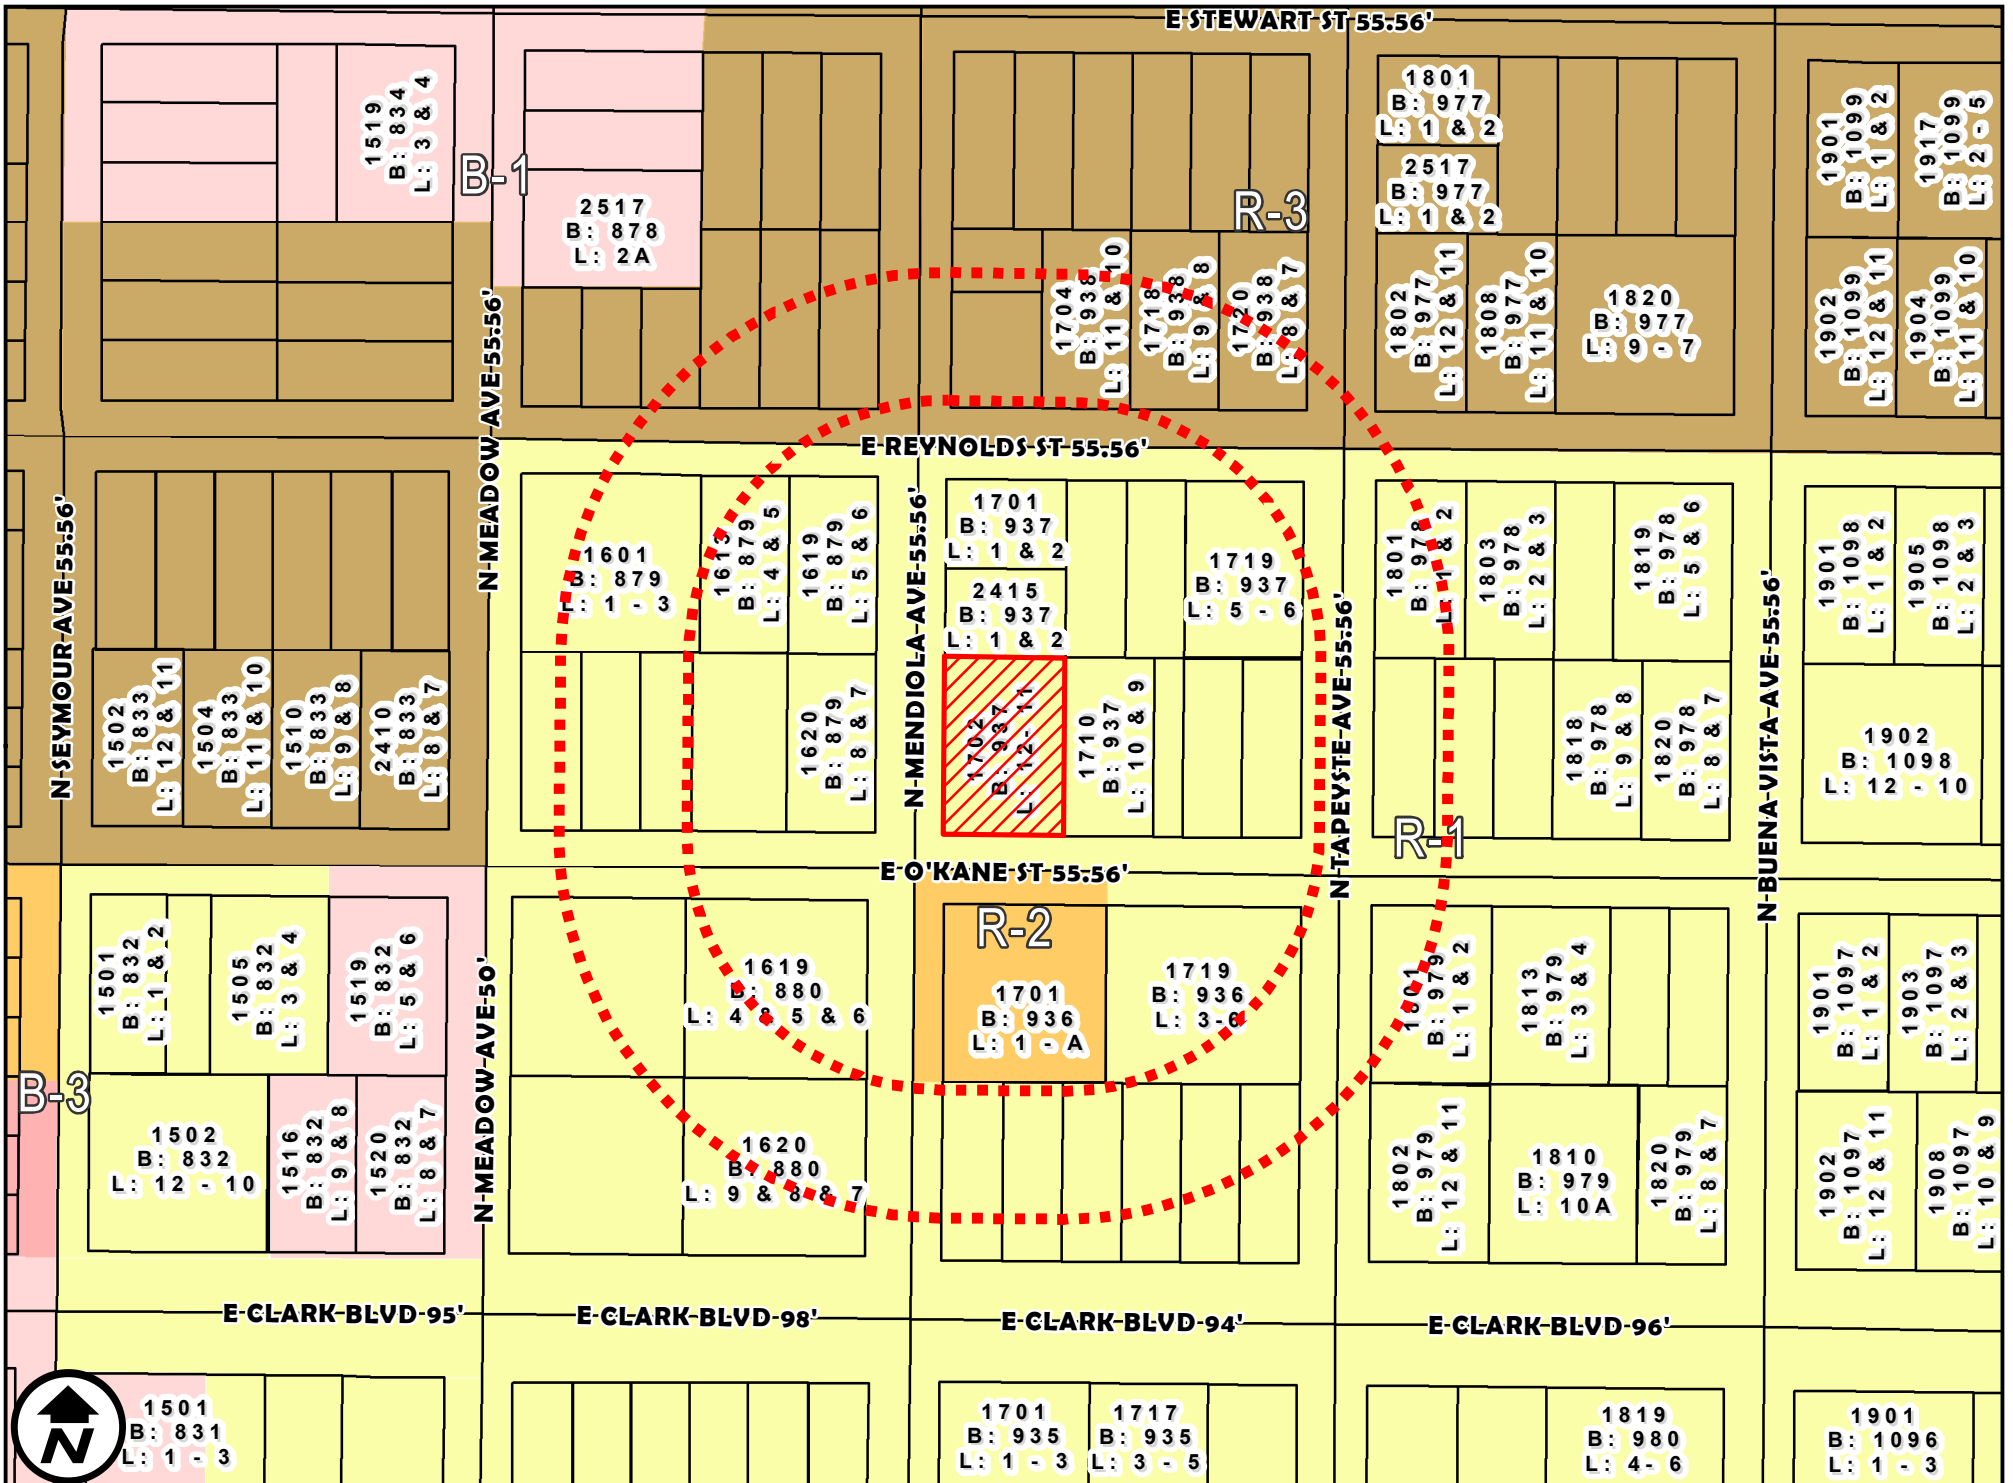 E STEWART ST 55.56'
1519
B: 834
L: 3 & 4
B-1
2517
B: 878
L: 2A
R-3
1801
B: 977
L: 1 & 2
2517
B: 977
L: 1 & 2
1901
B: 1099
L: 1 & 2
1917
B: 1099
L: 2 - 5
1704
B: 938
L: 11 & 10
1718
B: 938
L: 9 & 8
1720
B: 938
L: 8 & 7
1802
B: 977
L: 12 & 11
1808
B: 977
L: 11 & 10
1820
B: 977
L: 9 - 7
1902
B: 1099
L: 12 & 11
1904
B: 1099
L: 11 & 10
N MEADOW AVE 55.56'
E REYNOLDS ST 55.56'
N SEYMOUR AVE 55.56'
1601
B: 879
L: 1 - 3
1613
B: 879
L: 4 & 5
1619
B: 879
L: 5 & 6
N MENDIOLA AVE 55.56'
1701
B: 937
L: 1 & 2
2415
B: 937
L: 1 & 2
1719
B: 937
L: 5 - 6
N TAPEYSTE AVE 55.56'
1801
B: 978
L: 1 & 2
1803
B: 978
L: 2 & 3
1819
B: 978
L: 5 & 6
N BUENA VISTA AVE 55.56'
1901
B: 1098
L: 1 & 2
1905
B: 1098
L: 2 & 3
1502
B: 833
L: 12 & 11
1504
B: 833
L: 11 & 10
1510
B: 833
L: 9 & 8
2410
B: 833
L: 8 & 7
1620
B: 879
L: 8 & 7
1702
B: 937
L: 12 - 11
1710
B: 937
L: 10 & 9
1818
B: 978
L: 9 & 8
1820
B: 978
L: 8 & 7
1902
B: 1098
L: 12 - 10
R-1
E O'KANE ST 55.56'
1501
B: 832
L: 1 & 2
1505
B: 832
L: 3 & 4
1519
B: 832
L: 5 & 6
N MEADOW AVE 50'
1619
B: 880
L: 4 & 5 & 6
R-2
1701
B: 936
L: 1 - A
1719
B: 936
L: 3-6
1801
B: 979
L: 1 & 2
1813
B: 979
L: 3 & 4
1901
B: 1097
L: 1 & 2
1903
B: 1097
L: 2 & 3
B-3
1502
B: 832
L: 12 - 10
1516
B: 832
L: 9 & 8
1520
B: 832
L: 8 & 7
1620
B: 880
L: 9 & 8 & 7
1802
B: 979
L: 12 & 11
1810
B: 979
L: 10A
1820
B: 979
L: 8 & 7
1902
B: 1097
L: 12 & 11
1908
B: 1097
L: 10 & 9
E CLARK BLVD 95'
E CLARK BLVD 98'
E CLARK BLVD 94'
E CLARK BLVD 96'
N
1501
B: 831
L: 1 - 3
1701
B: 935
L: 1 - 3
1717
B: 935
L: 3 - 5
1819
B: 980
L: 4- 6
1901
B: 1096
L: 1 - 3